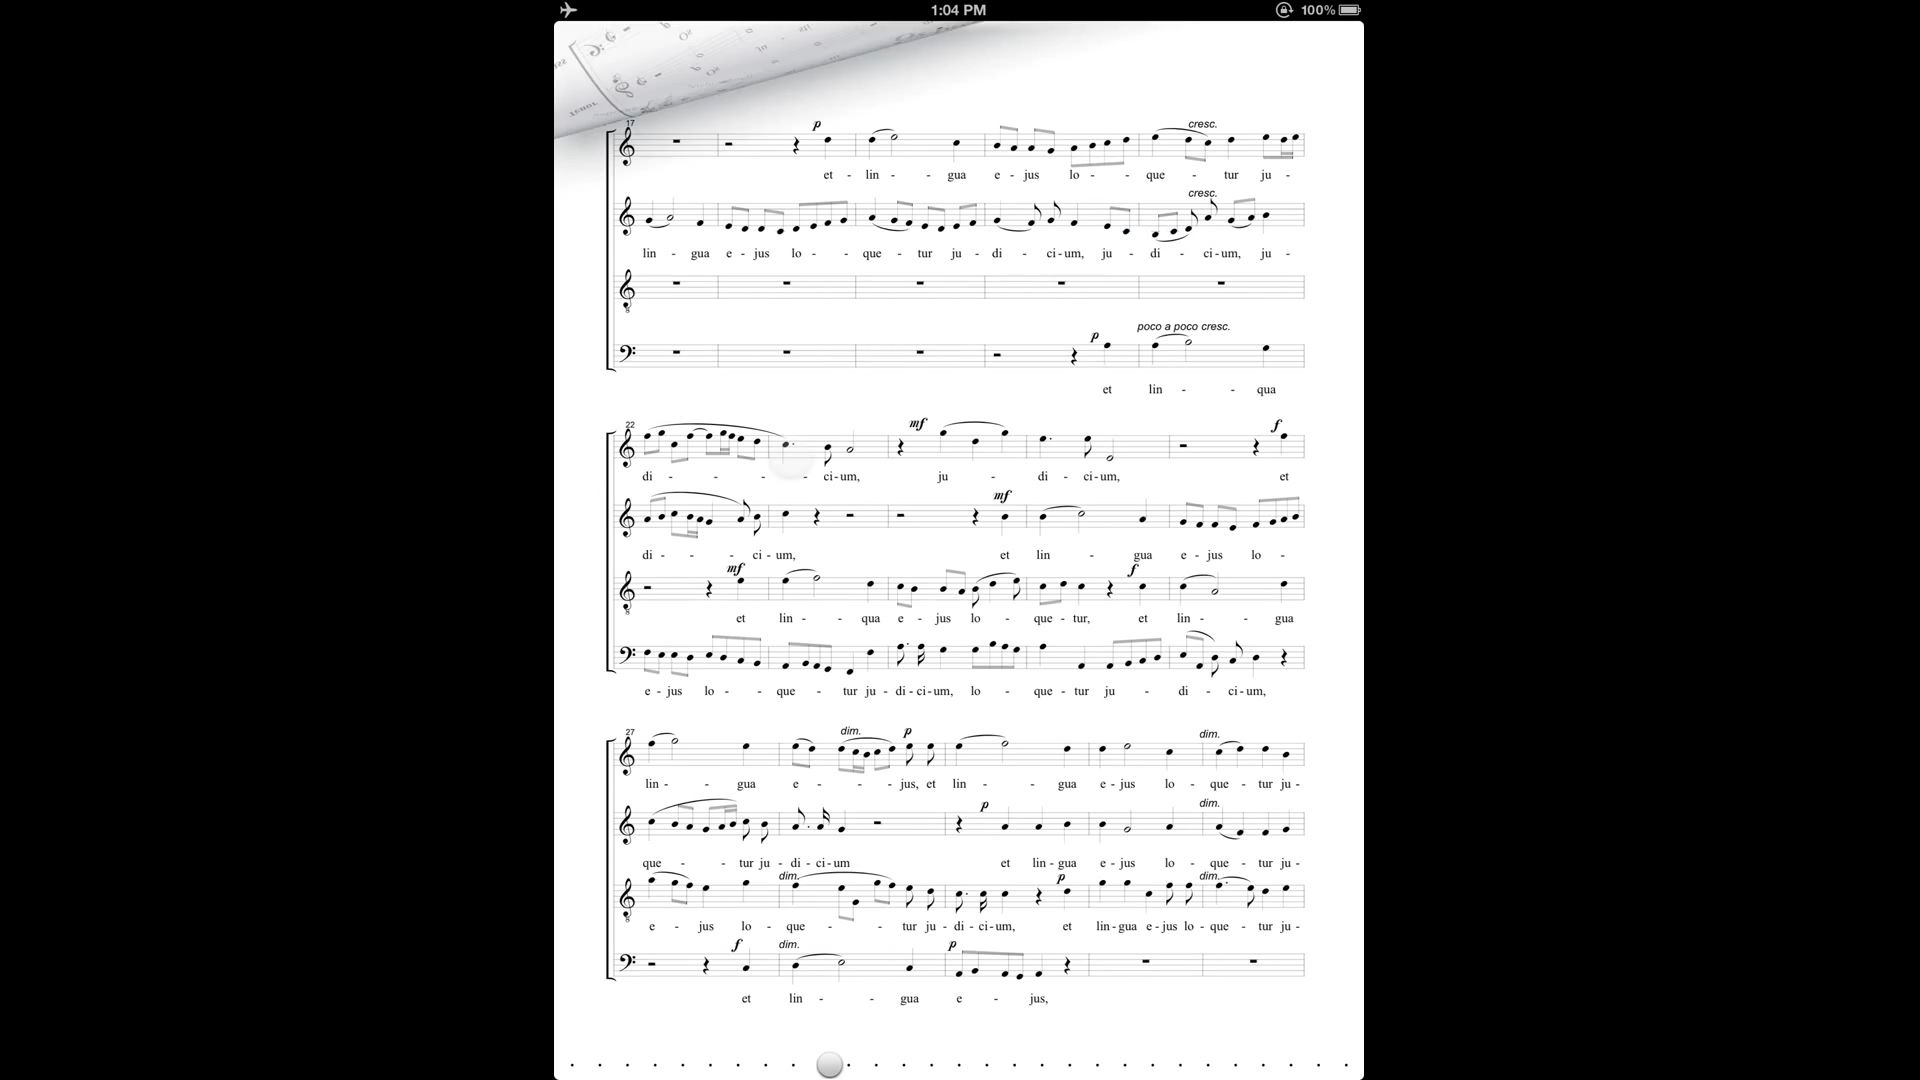 1:04 PM 100%
17 p cresc.
et - lin - - gua e - jus lo - - - que - tur ju -
cresc.
lin - gua e - jus lo - - que - tur ju - di - ci - um, ju - di - ci - um, ju -
p poco a poco cresc.
et lin - - qua
22 mf f
di - - - - - ci - um, ju - di - ci - um, et
mf
di - - - ci - um, et lin - gua e - jus lo -
mf f
et lin - - qua e - jus lo - que - tur, et lin - gua
e - jus lo - - que - tur ju - di - ci - um, lo - que - tur ju - di - ci - um,
27 dim. p dim.
lin - - gua e - - - - jus, et lin - - gua e - jus lo - que - tur ju -
p dim.
que - - tur ju - di - ci - um et lin - gua e - jus lo - que - tur ju -
dim. p dim.
e - jus lo - que - - - tur ju - di - ci - um, et lin - gua e - jus lo - que - tur ju -
f dim. p
et lin - - gua e - jus,